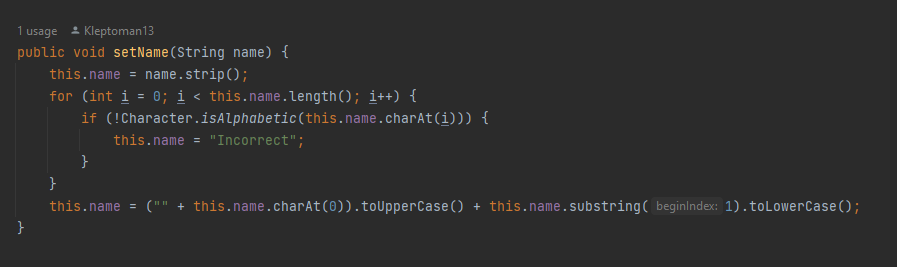 1 usage Kleptoman13
public void setName(String name) {
    this.name = name.strip();
    for (int i = 0; i < this.name.length(); i++) {
        if (!Character.isAlphabetic(this.name.charAt(i))) {
            this.name = "Incorrect";
        }
    }
    this.name = ("" + this.name.charAt(0)).toUpperCase() + this.name.substring( beginIndex: 1).toLowerCase();
}